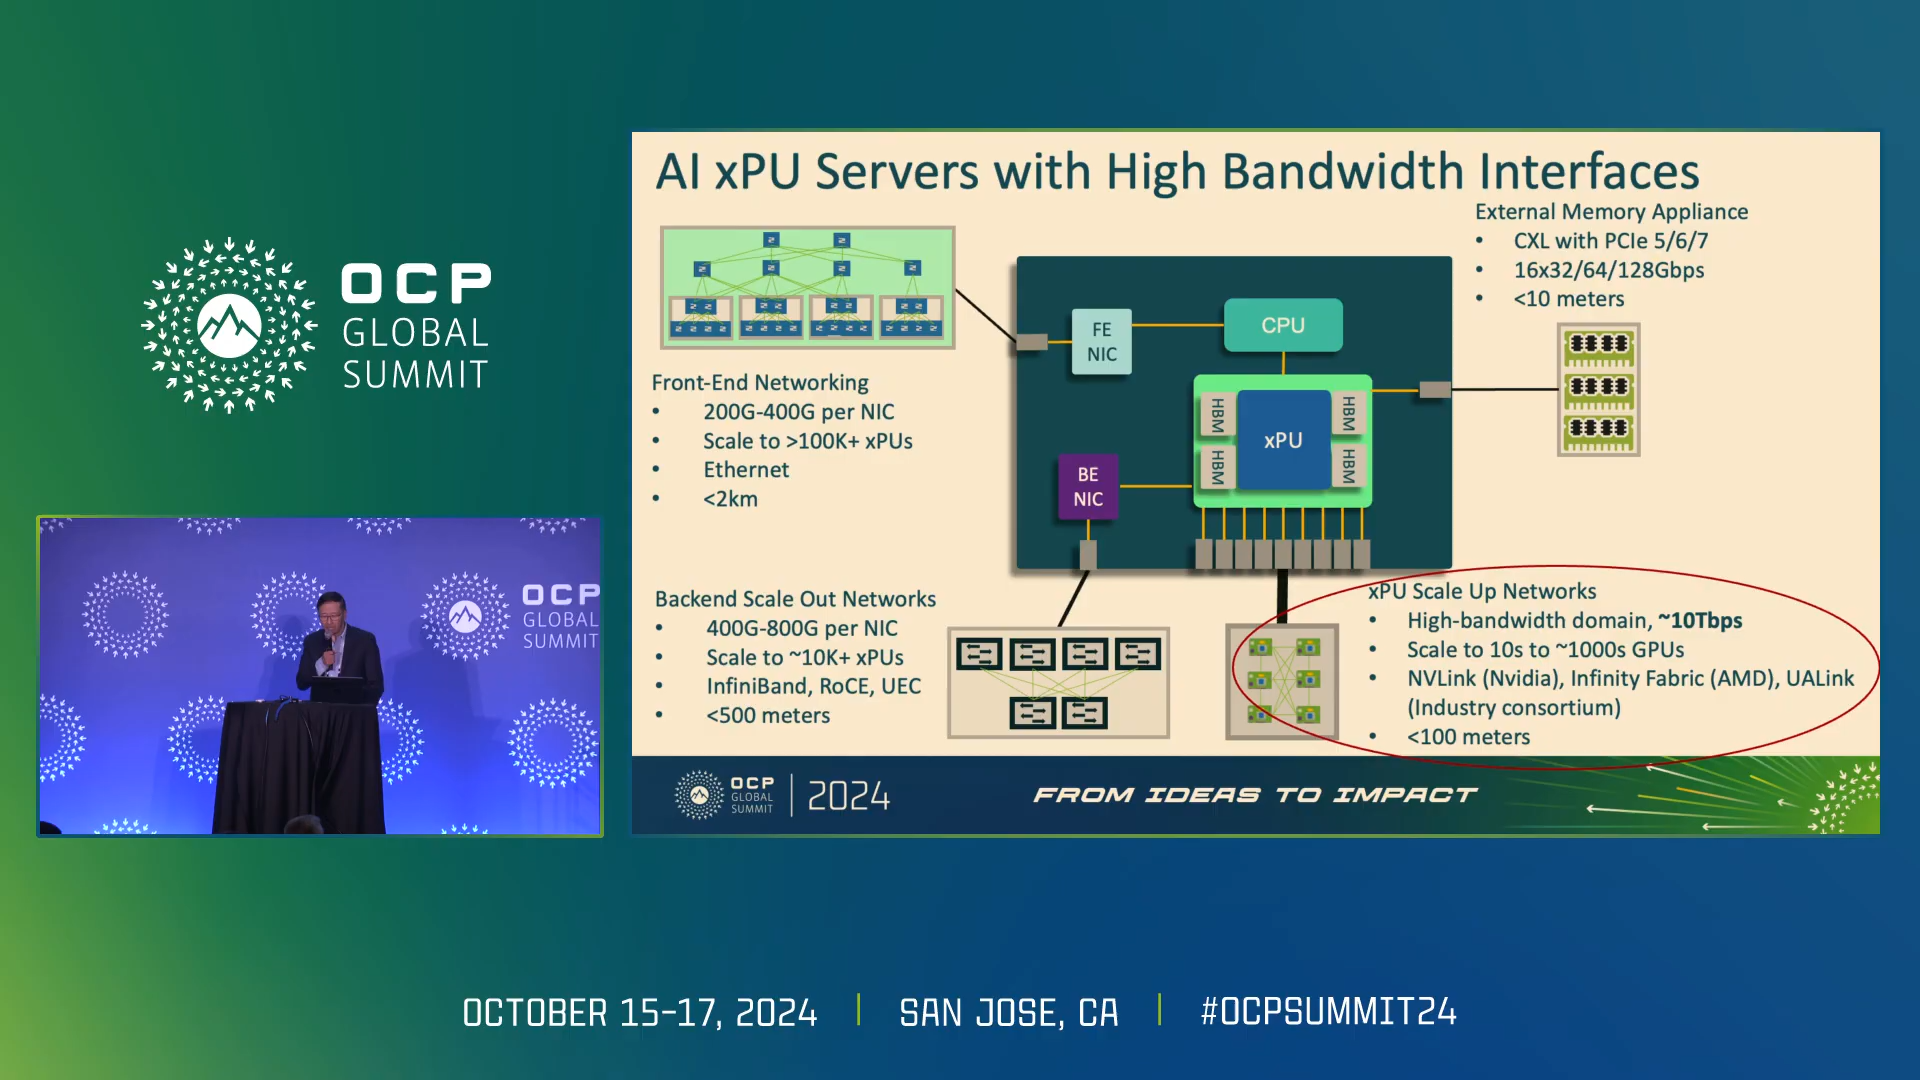 OCP
GLOBAL
SUMMIT
OCP
GLOBAL
SUMMIT
AI xPU Servers with High Bandwidth Interfaces
External Memory Appliance
• CXL with PCIe 5/6/7
• 16x32/64/128Gbps
• <10 meters
FE
NIC
CPU
HBM
HBM
xPU
HBM
HBM
BE
NIC
Front-End Networking
• 200G-400G per NIC
• Scale to >100K+ xPUs
• Ethernet
• <2km
Backend Scale Out Networks
• 400G-800G per NIC
• Scale to ~10K+ xPUs
• InfiniBand, RoCE, UEC
• <500 meters
xPU Scale Up Networks
• High-bandwidth domain, ~10Tbps
• Scale to 10s to ~1000s GPUs
• NVLink (Nvidia), Infinity Fabric (AMD), UALink
(Industry consortium)
• <100 meters
OCP
GLOBAL
SUMMIT
2024
FROM IDEAS TO IMPACT
OCTOBER 15-17, 2024 | SAN JOSE, CA | #OCPSUMMIT24